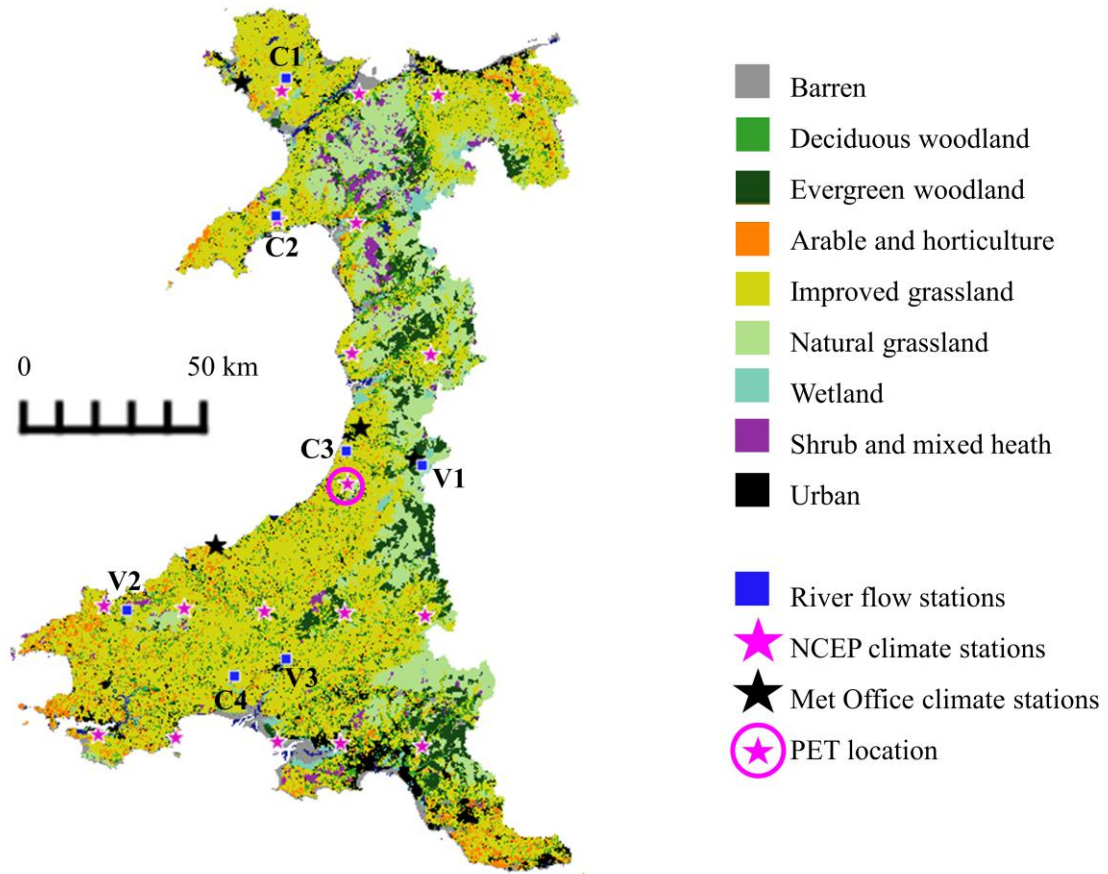 C1
C2
0 50 km
C3
V1
V2
V3
C4
Barren
Deciduous woodland
Evergreen woodland
Arable and horticulture
Improved grassland
Natural grassland
Wetland
Shrub and mixed heath
Urban
River flow stations
NCEP climate stations
Met Office climate stations
PET location